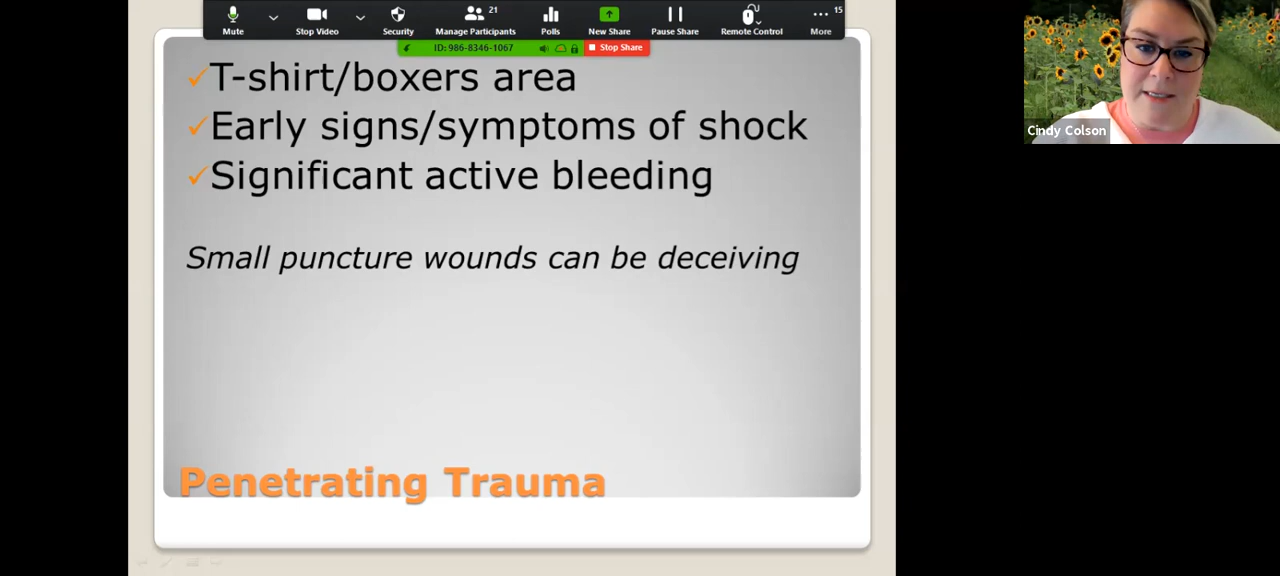 Mute
Stop Video
Security
21
Manage Participants
Polls
New Share
Pause Share
Remote Control
15
More
ID: 986-8346-1067
Stop Share
Cindy Colson
✓T-shirt/boxers area
✓Early signs/symptoms of shock
✓Significant active bleeding
Small puncture wounds can be deceiving
Penetrating Trauma